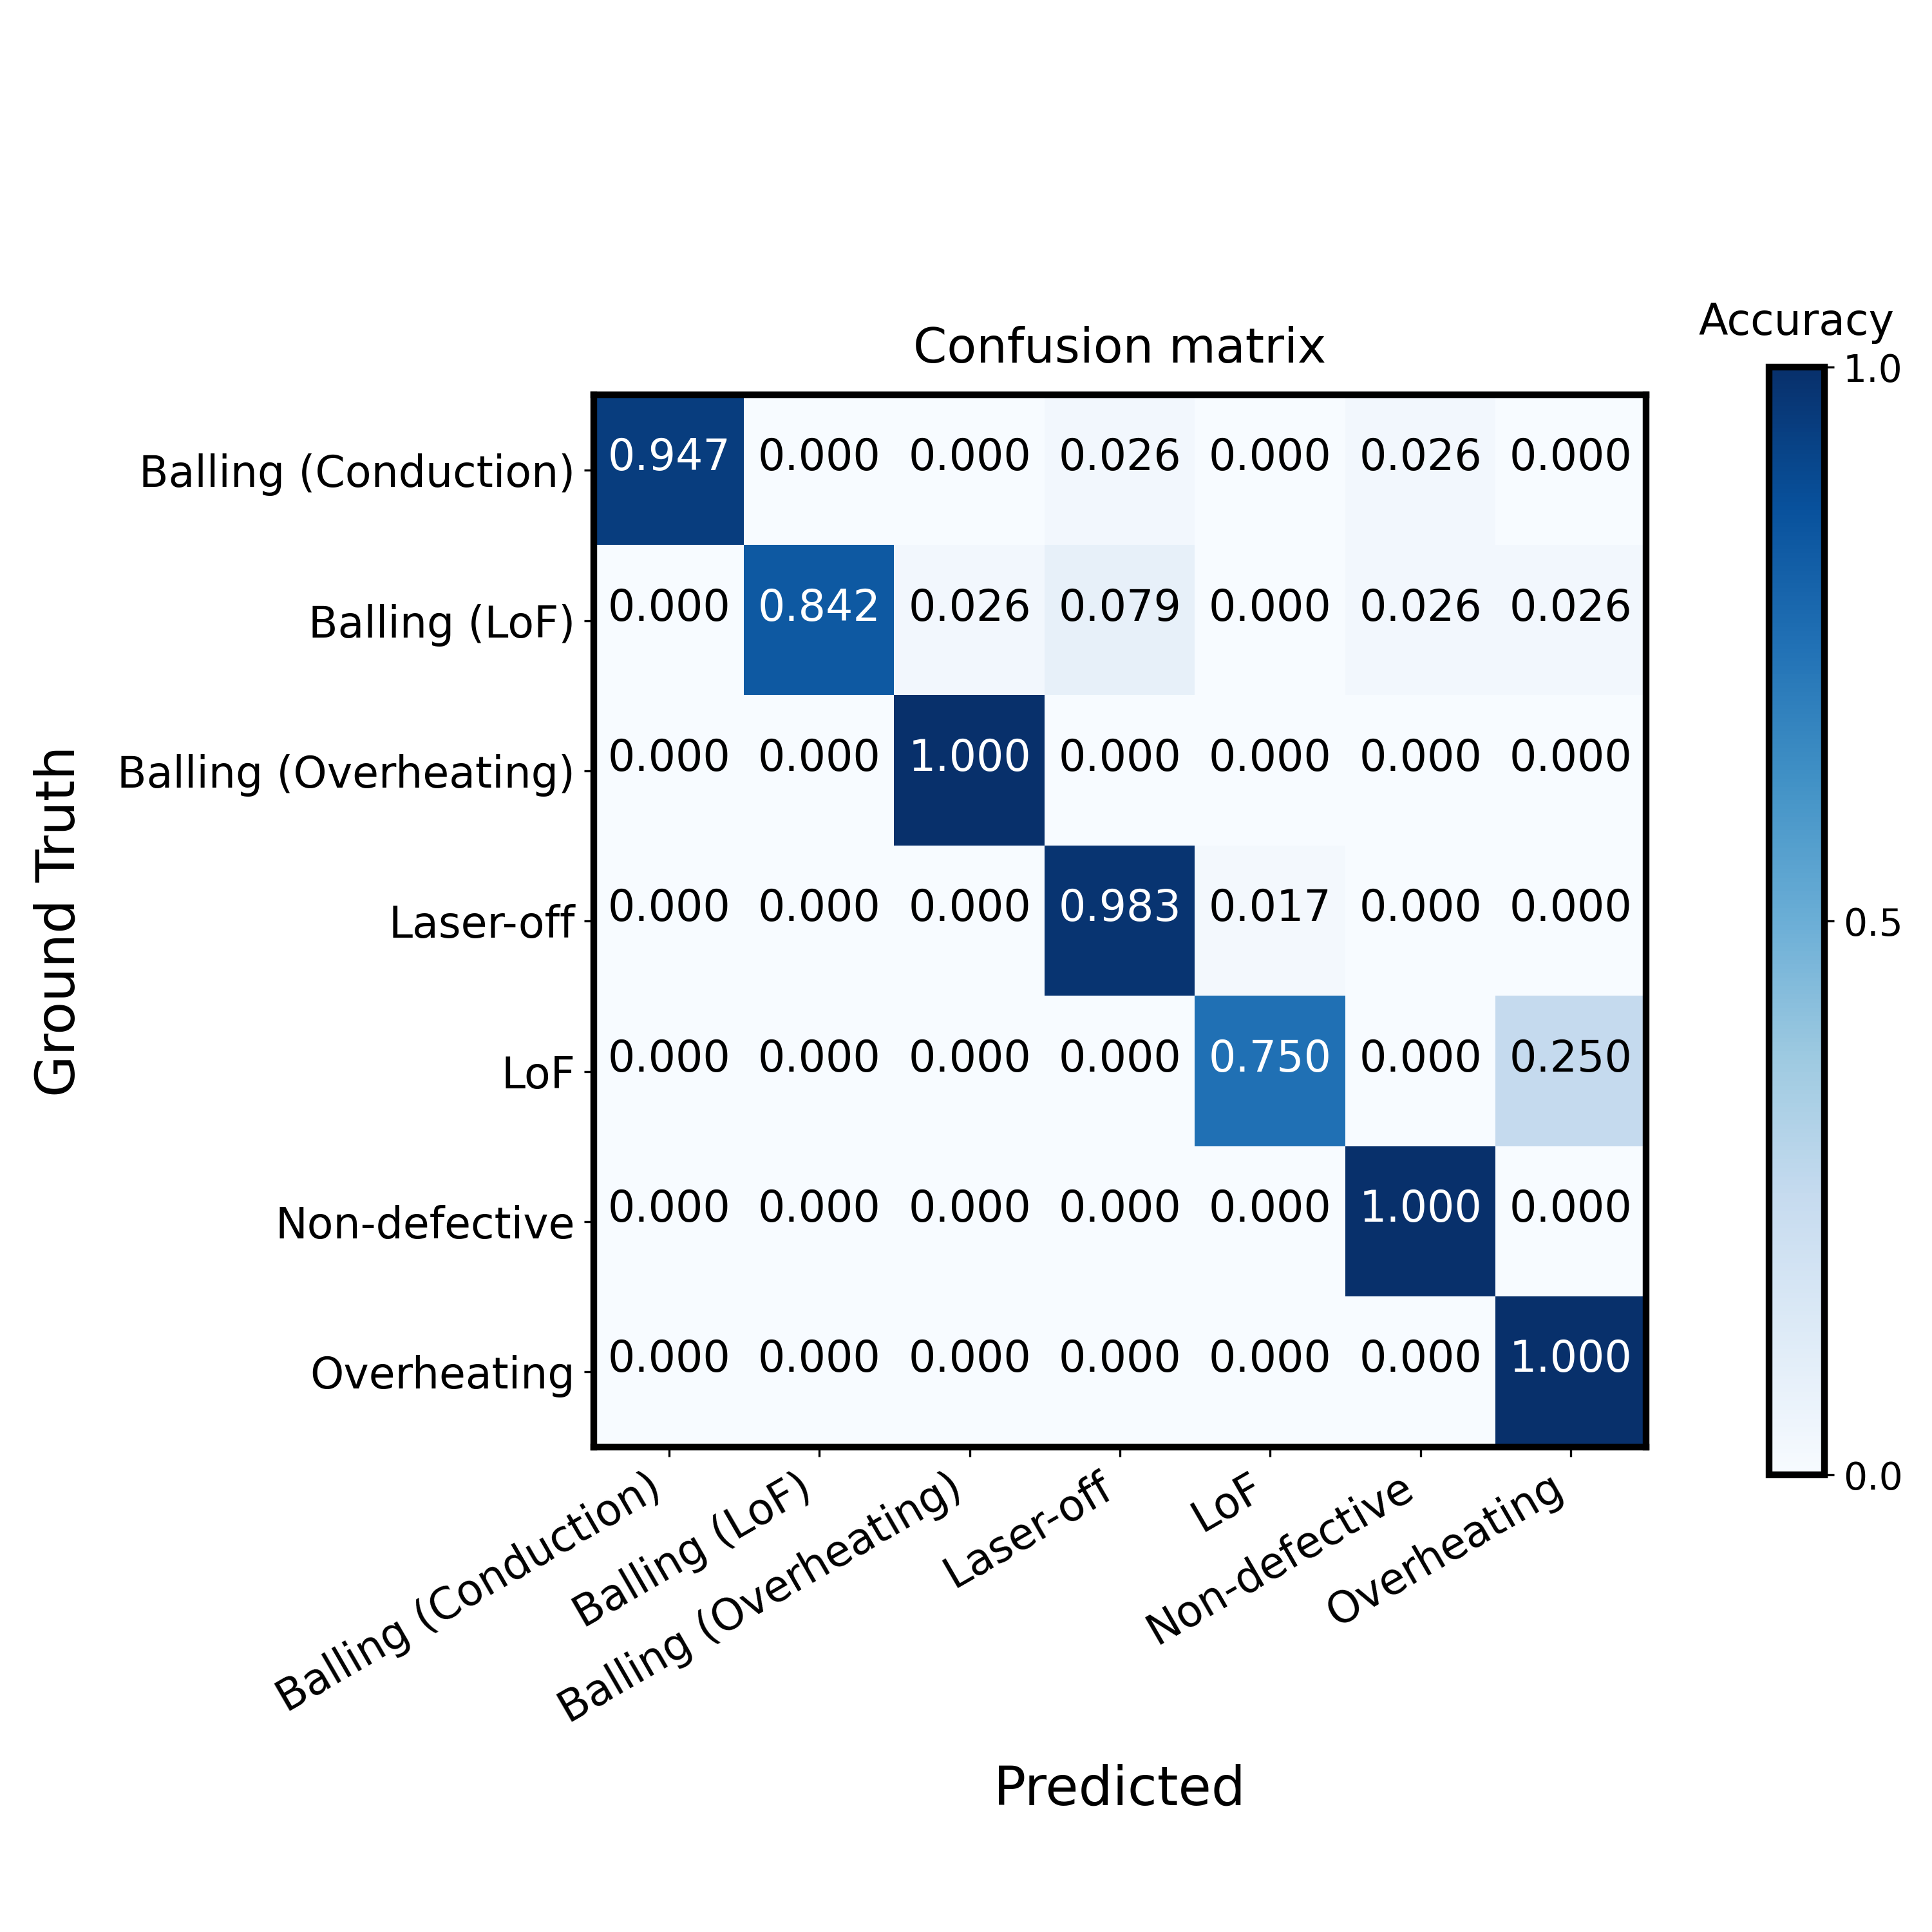 Confusion matrix
Accuracy
Ground Truth
Balling (Conduction) 0.947 0.000 0.000 0.026 0.000 0.026 0.000
Balling (LoF) 0.000 0.842 0.026 0.079 0.000 0.026 0.026
Balling (Overheating) 0.000 0.000 1.000 0.000 0.000 0.000 0.000
Laser-off 0.000 0.000 0.000 0.983 0.017 0.000 0.000
LoF 0.000 0.000 0.000 0.000 0.750 0.000 0.250
Non-defective 0.000 0.000 0.000 0.000 0.000 1.000 0.000
Overheating 0.000 0.000 0.000 0.000 0.000 0.000 1.000
Balling (Conduction)
Balling (LoF)
Balling (Overheating)
Laser-off
LoF
Non-defective
Overheating
Predicted
1.0
0.5
0.0